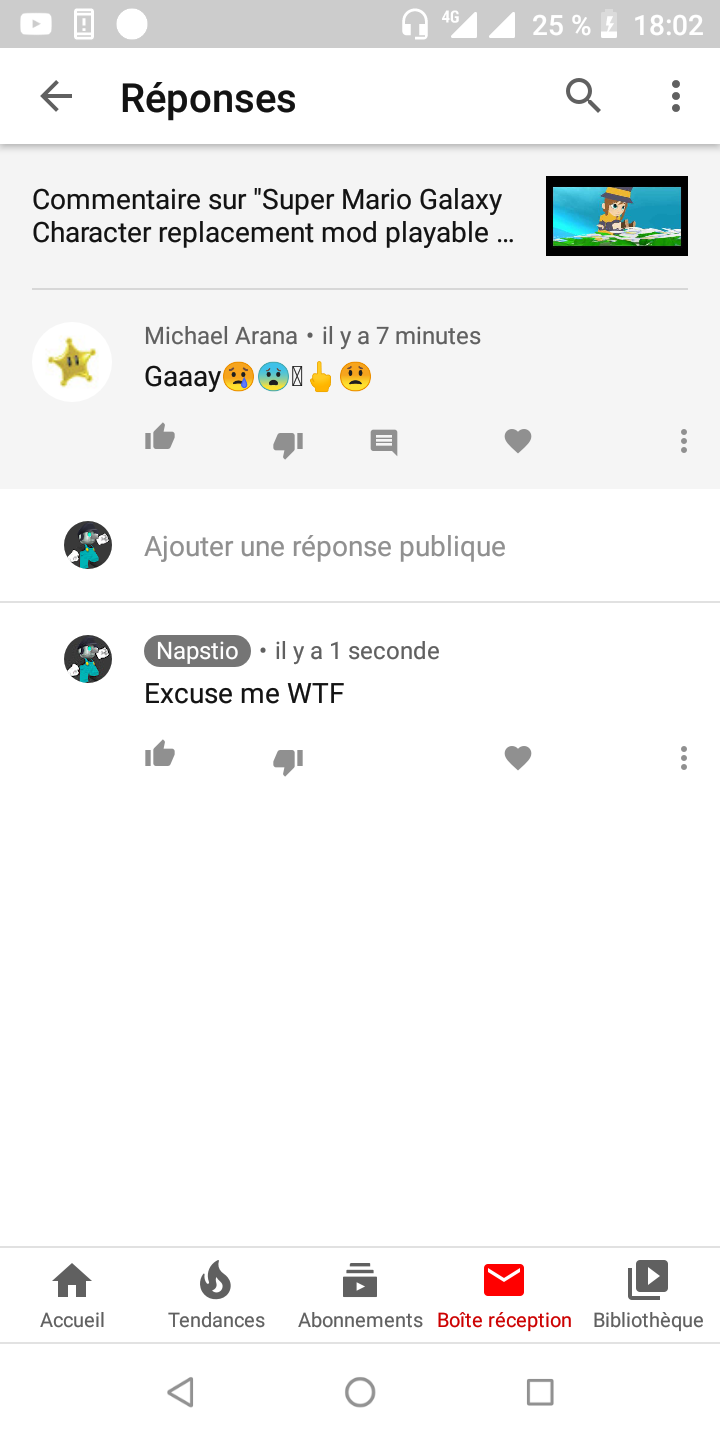 4G 25 % 18:02
Réponses
Commentaire sur "Super Mario Galaxy
Character replacement mod playable ...
Michael Arana • il y a 7 minutes
Gaaay😢😨🖕😟
Ajouter une réponse publique
Napstio • il y a 1 seconde
Excuse me WTF
Accueil Tendances Abonnements Boîte réception Bibliothèque